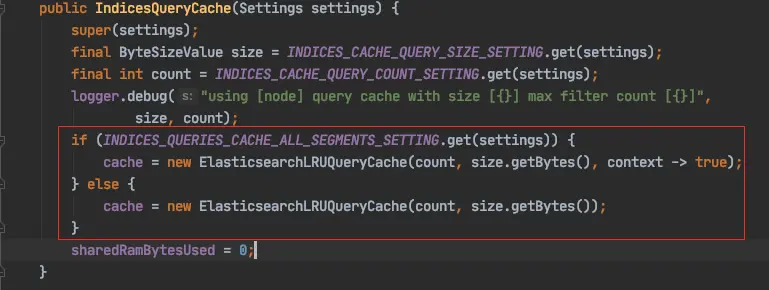 public IndicesQueryCache(Settings settings) {
super(settings);
final ByteSizeValue size = INDICES_CACHE_QUERY_SIZE_SETTING.get(settings);
final int count = INDICES_CACHE_QUERY_COUNT_SETTING.get(settings);
logger.debug( s: "using [node] query cache with size [{}] max filter count [{}]",
size, count);
if (INDICES_QUERIES_CACHE_ALL_SEGMENTS_SETTING.get(settings)) {
cache = new ElasticsearchLRUQueryCache(count, size.getBytes(), context -> true);
} else {
cache = new ElasticsearchLRUQueryCache(count, size.getBytes());
}
sharedRamBytesUsed = 0;
}